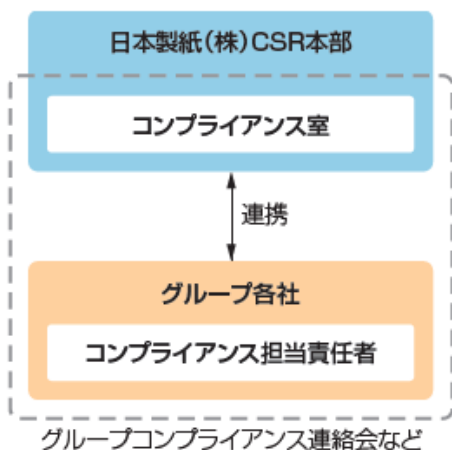 日本製紙（株）CSR本部
コンプライアンス室
連携
グループ各社
コンプライアンス担当責任者
グループコンプライアンス連絡会など